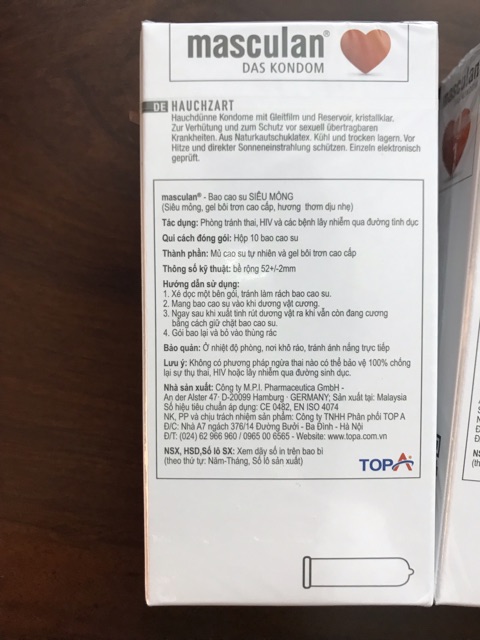 masculan®
DAS KONDOM
DE HAUCHZART
Hauchdünne Kondome mit Gleitfilm und Reservoir, kristallklar.
Zur Verhütung und zum Schutz vor sexuell übertragbaren
Krankheiten. Aus Naturkautschuklatex. Kühl und trocken lagern. Vor
Hitze und direkter Sonneneinstrahlung schützen. Einzeln elektronisch
geprüft.
masculan® - Bao cao su SIÊU MỎNG
(Siêu mỏng, gel bôi trơn cao cấp, hương thơm dịu nhẹ)
Tác dụng: Phòng tránh thai, HIV và các bệnh lây nhiễm qua đường tình dục
Qui cách đóng gói: Hộp 10 bao cao su
Thành phần: Mủ cao su tự nhiên và gel bôi trơn cao cấp
Thông số kỹ thuật: bề rộng 52+/-2mm
Hướng dẫn sử dụng:
1. Xé dọc một bên gói, tránh làm rách bao cao su.
2. Mang bao cao su vào khi dương vật cương.
3. Ngay sau khi xuất tinh rút dương vật ra khi vẫn còn đang cương
bằng cách giữ chặt bao cao su.
4. Gói bao lại và bỏ vào thùng rác
Bảo quản: Ở nhiệt độ phòng, nơi khô ráo, tránh ánh nắng trực tiếp
Lưu ý: Không có phương pháp ngừa thai nào có thể bảo vệ 100% chống
lại sự thụ thai, HIV hoặc lây nhiễm qua đường sinh dục.
Nhà sản xuất: Công ty M.P.I. Pharmaceutica GmbH -
An der Alster 47· D-20099 Hamburg · GERMANY; Sản xuất tại: Malaysia
Số hiệu tiêu chuẩn áp dụng: CE 0482, EN ISO 4074
NK, PP và chịu trách nhiệm sản phẩm: Công ty TNHH Phân phối TOP A
Đ/C: Nhà A7 ngách 376/14 Đường Bưởi - Ba Đình - Hà Nội
Đ/T: (024) 62 966 960 / 0965 00 6565 - Website: www.topa.com.vn
NSX, HSD,Số lô SX: Xem dãy số in trên bao bì
(theo thứ tự: Năm-Tháng, Số lô sản xuất)
TOPA
masculan
DAS KONDOM